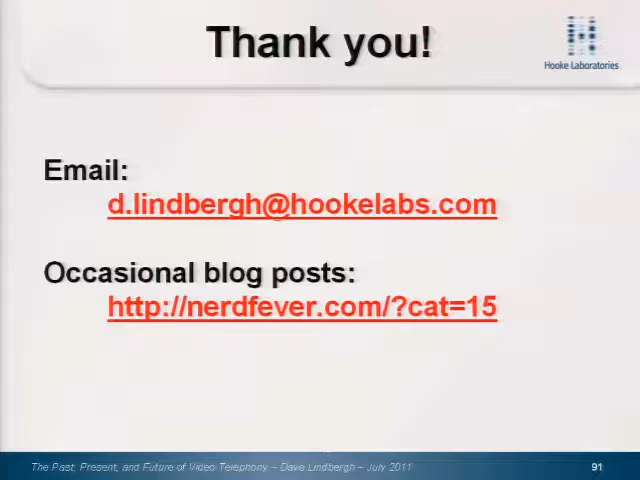 Thank you!
Hooke Laboratories
Email:
d.lindbergh@hookelabs.com
Occasional blog posts:
http://nerdfever.com/?cat=15
The Past, Present, and Future of Video Telephony – Dave Lindbergh – July 2011
91